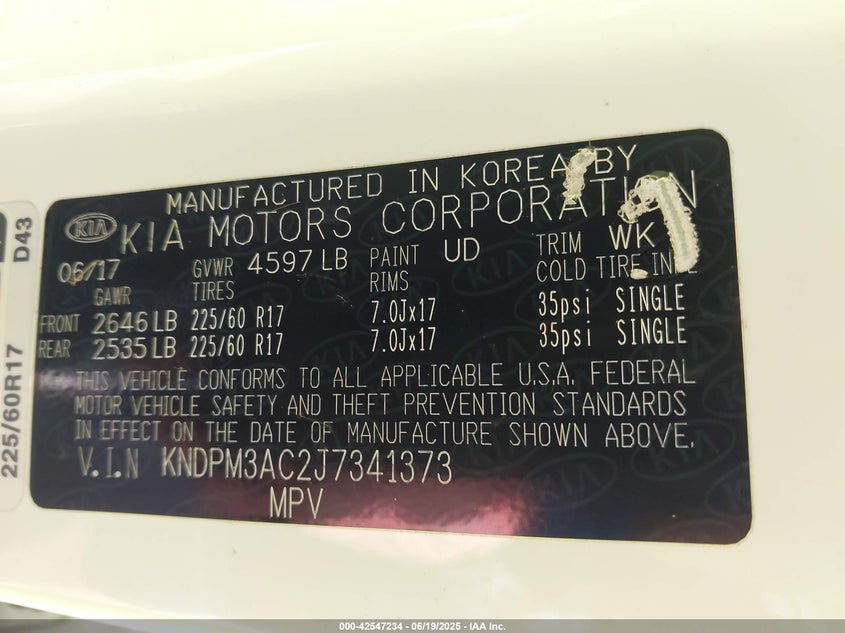 MANUFACTURED IN KOREA BY
KIA KIA MOTORS CORPORATION
06/17 GVWR 4597 LB PAINT UD TRIM WK
GAWR TIRES RIMS COLD TIRE
FRONT 2646 LB 225/60 R17 7.0Jx17 35psi SINGLE
REAR 2535 LB 225/60 R17 7.0Jx17 35psi SINGLE
THIS VEHICLE CONFORMS TO ALL APPLICABLE U.S.A. FEDERAL
MOTOR VEHICLE SAFETY AND THEFT PREVENTION STANDARDS
IN EFFECT ON THE DATE OF MANUFACTURE SHOWN ABOVE.
V.I.N KNDPM3AC2J7341373
MPV
D43
225/60R17
000-42547234 - 06/19/2025 - IAA Inc.